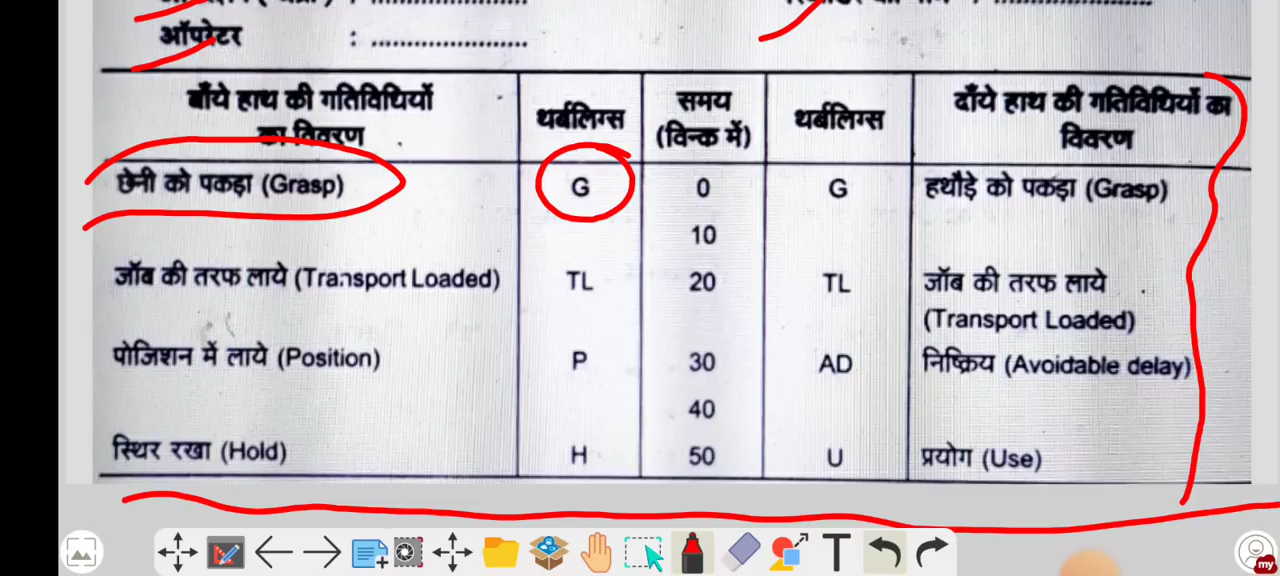 ऑपरेटर : ........................
बाँये हाथ की गतिविधियों का विवरण थर्बलिग्स समय (विन्क में) थर्बलिग्स दाँये हाथ की गतिविधियों का विवरण
छेनी को पकड़ा (Grasp) G 0 G हथौड़े को पकड़ा (Grasp)
10
जॉब की तरफ लाये (Transport Loaded) TL 20 TL जॉब की तरफ लाये (Transport Loaded)
पोजिशन में लाये (Position) P 30 AD निष्क्रिय (Avoidable delay)
40
स्थिर रखा (Hold) H 50 U प्रयोग (Use)
T
my